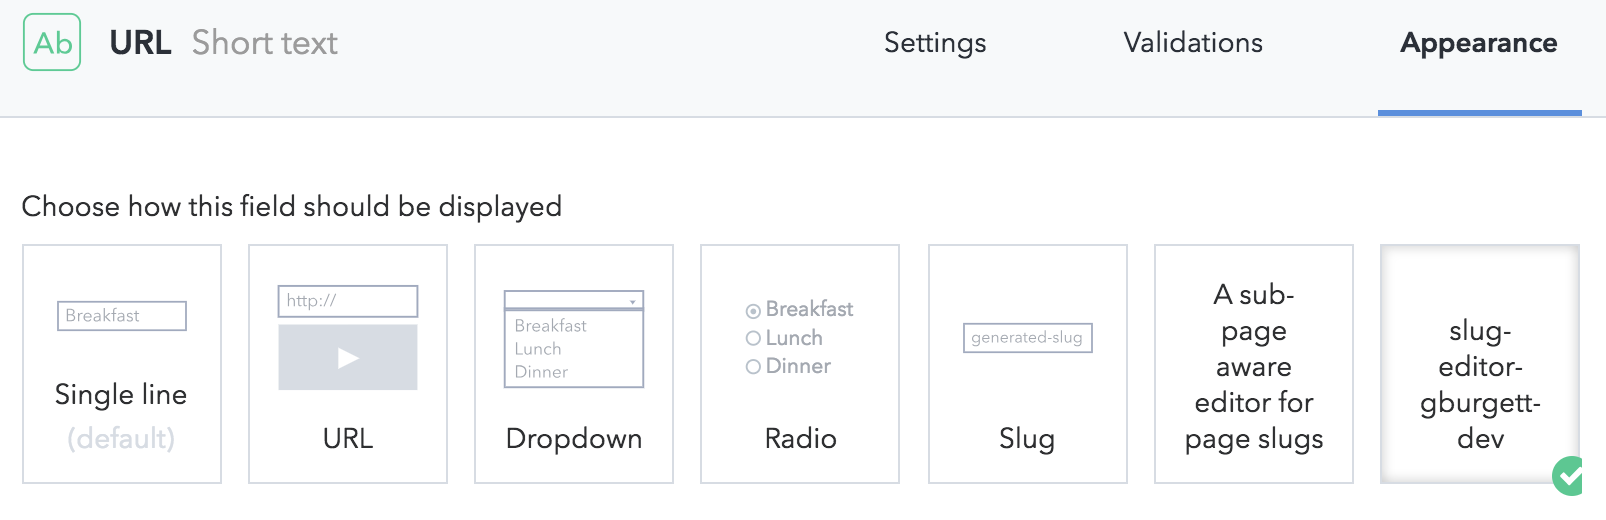 Ab URL Short text Settings Validations Appearance
Choose how this field should be displayed
Breakfast
Single line
(default)
http://
URL
Breakfast
Lunch
Dinner
Dropdown
Breakfast
Lunch
Dinner
Radio
generated-slug
Slug
A sub-
page
aware
editor for
page slugs
slug-
editor-
gburgett-
dev